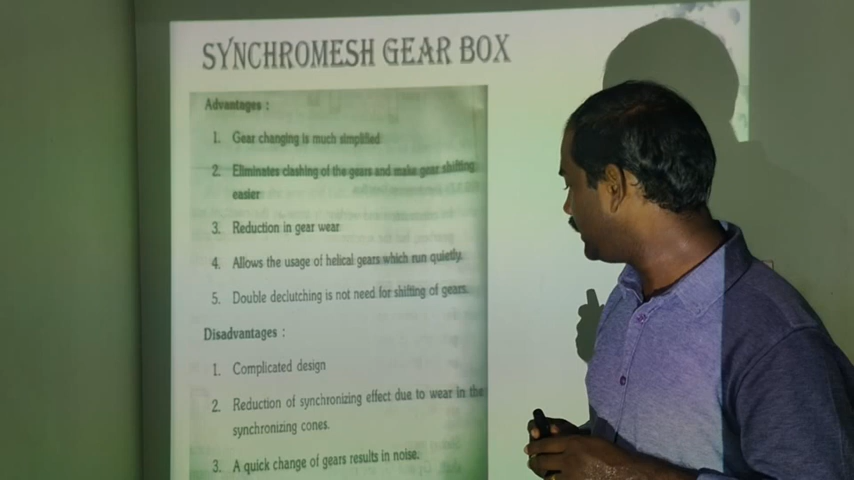 SYNCHROMESH GEAR BOX
Advantages :
1. Gear changing is much simplified
2. Eliminates clashing of the gears and make gear shifting
easier
3. Reduction in gear wear
4. Allows the usage of helical gears which run quietly.
5. Double declutching is not need for shifting of gears.
Disadvantages :
1. Complicated design
2. Reduction of synchronizing effect due to wear in the
synchronizing cones.
3. A quick change of gears results in noise.